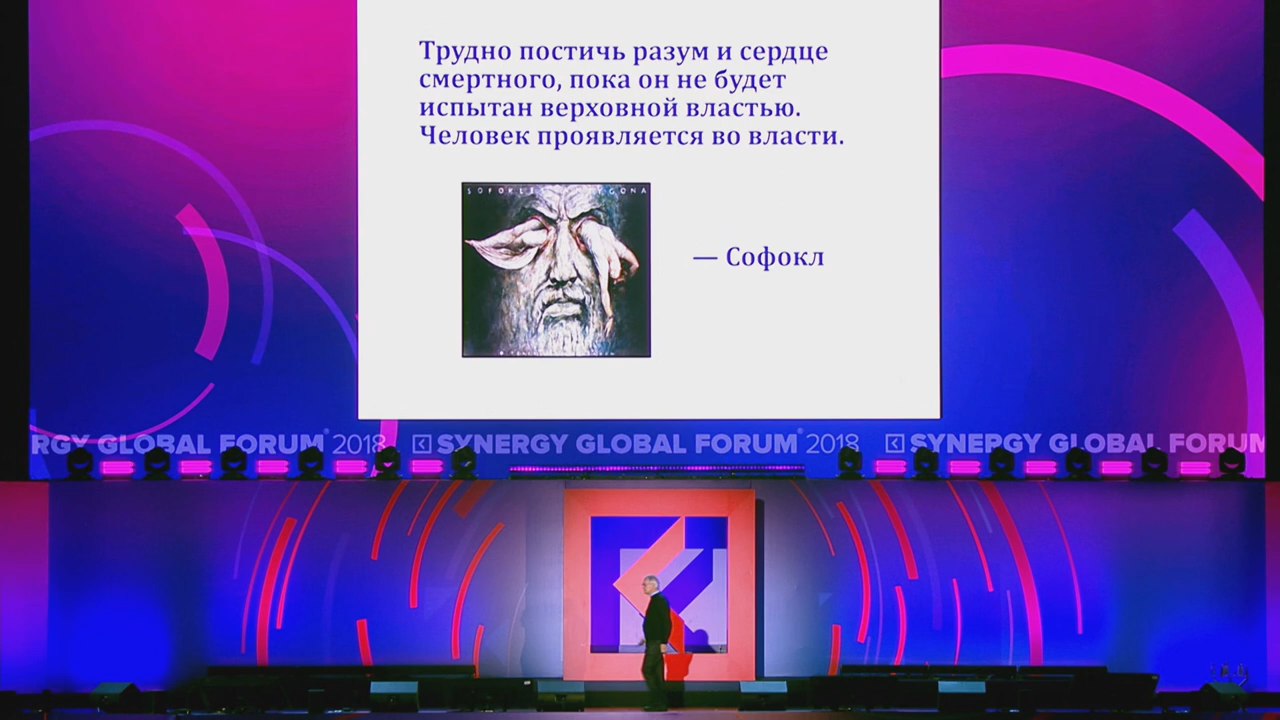 Трудно постичь разум и сердце
смертного, пока он не будет
испытан верховной властью.
Человек проявляется во власти.
— Софокл
RGY GLOBAL FORUM 2018 SYNERGY GLOBAL FORUM 2018 SYNERGY GLOBAL FORUM